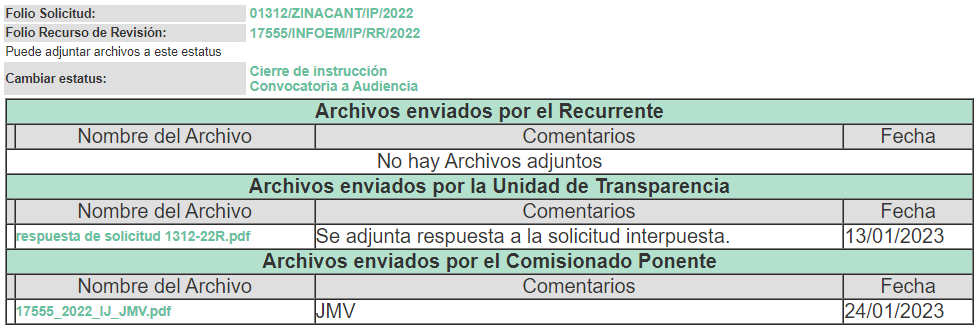 Folio Solicitud: 01312/ZINACANT/IP/2022
Folio Recurso de Revisión: 17555/INFOEM/IP/RR/2022
Puede adjuntar archivos a este estatus
Cambiar estatus: Cierre de instrucción
Convocatoria a Audiencia
Archivos enviados por el Recurrente
Nombre del Archivo Comentarios Fecha
No hay Archivos adjuntos
Archivos enviados por la Unidad de Transparencia
Nombre del Archivo Comentarios Fecha
respuesta de solicitud 1312-22R.pdf Se adjunta respuesta a la solicitud interpuesta. 13/01/2023
Archivos enviados por el Comisionado Ponente
Nombre del Archivo Comentarios Fecha
17555_2022_IJ_JMV.pdf JMV 24/01/2023